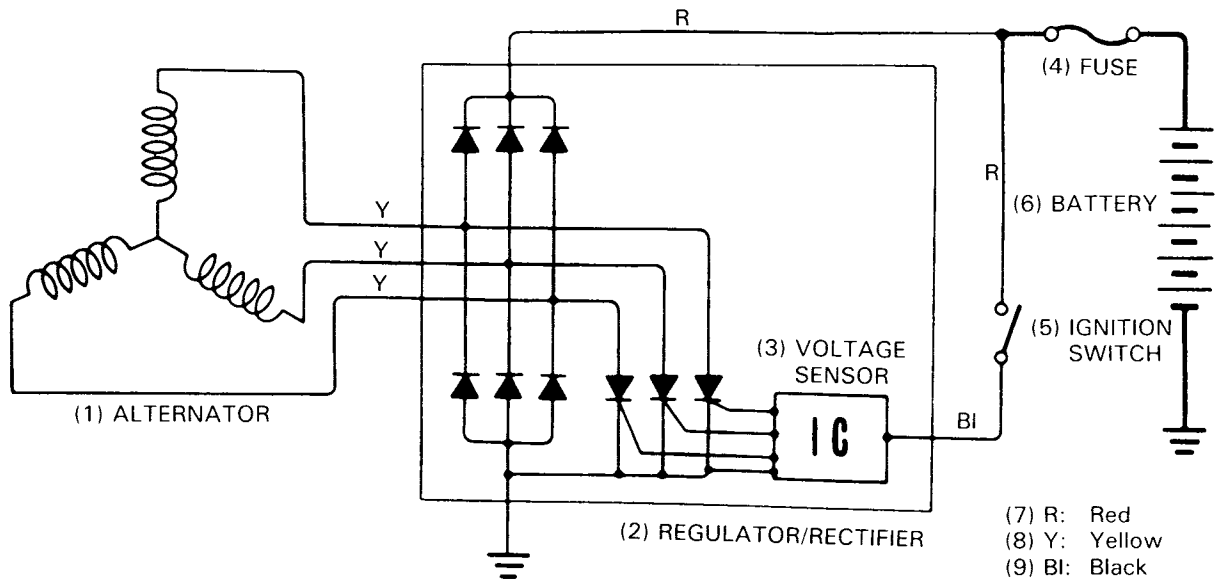 R
(4) FUSE
Y
R
(6) BATTERY
Y
Y
(5) IGNITION
SWITCH
(3) VOLTAGE
SENSOR
(1) ALTERNATOR
IC
Bl
(2) REGULATOR/RECTIFIER
(7) R: Red
(8) Y: Yellow
(9) Bl: Black